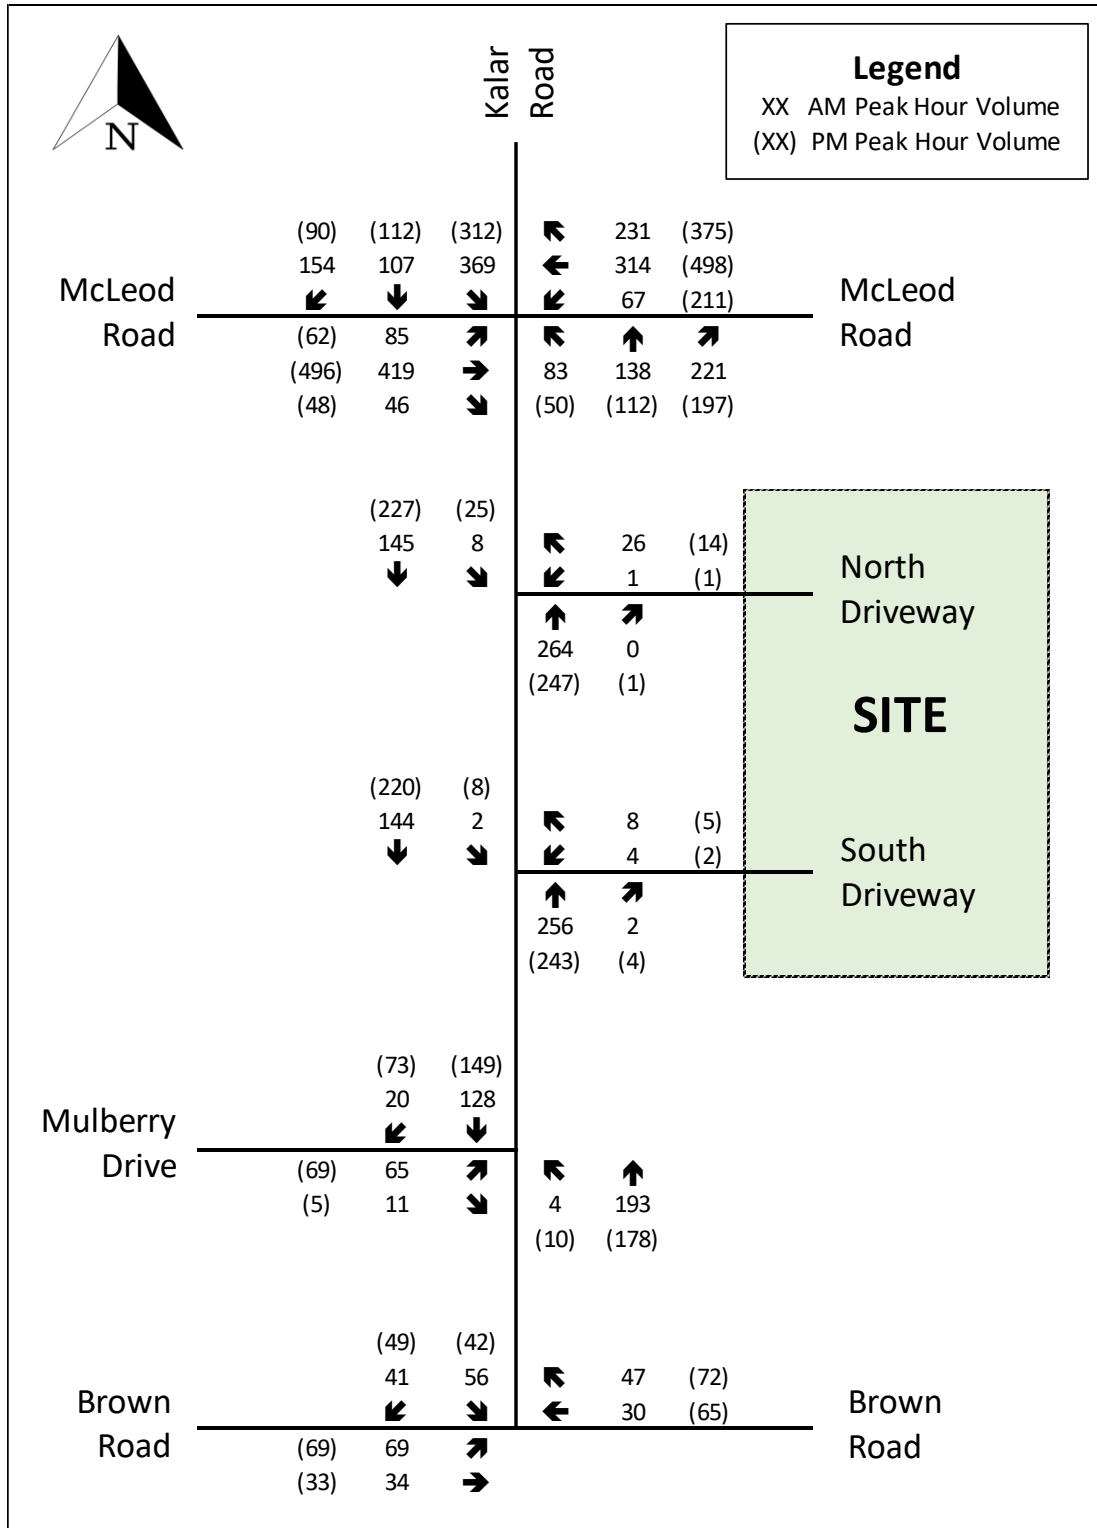 Kalar
Road
N
Legend
XX AM Peak Hour Volume
(XX) PM Peak Hour Volume
(90) (112) (312) 231 (375)
154 107 369 314 (498)
67 (211)
McLeod
Road
McLeod
Road
(62) 85
(496) 419 83 138 221
(48) 46 (50) (112) (197)
(227) (25)
145 8 26 (14)
1 (1)
North
Driveway
264 0
(247) (1)
SITE
(220) (8)
144 2 8 (5)
4 (2)
South
Driveway
256 2
(243) (4)
(73) (149)
20 128
Mulberry
Drive
(69) 65
(5) 11 4 193
(10) (178)
(49) (42)
41 56 47 (72)
30 (65)
Brown
Road
Brown
Road
(69) 69
(33) 34